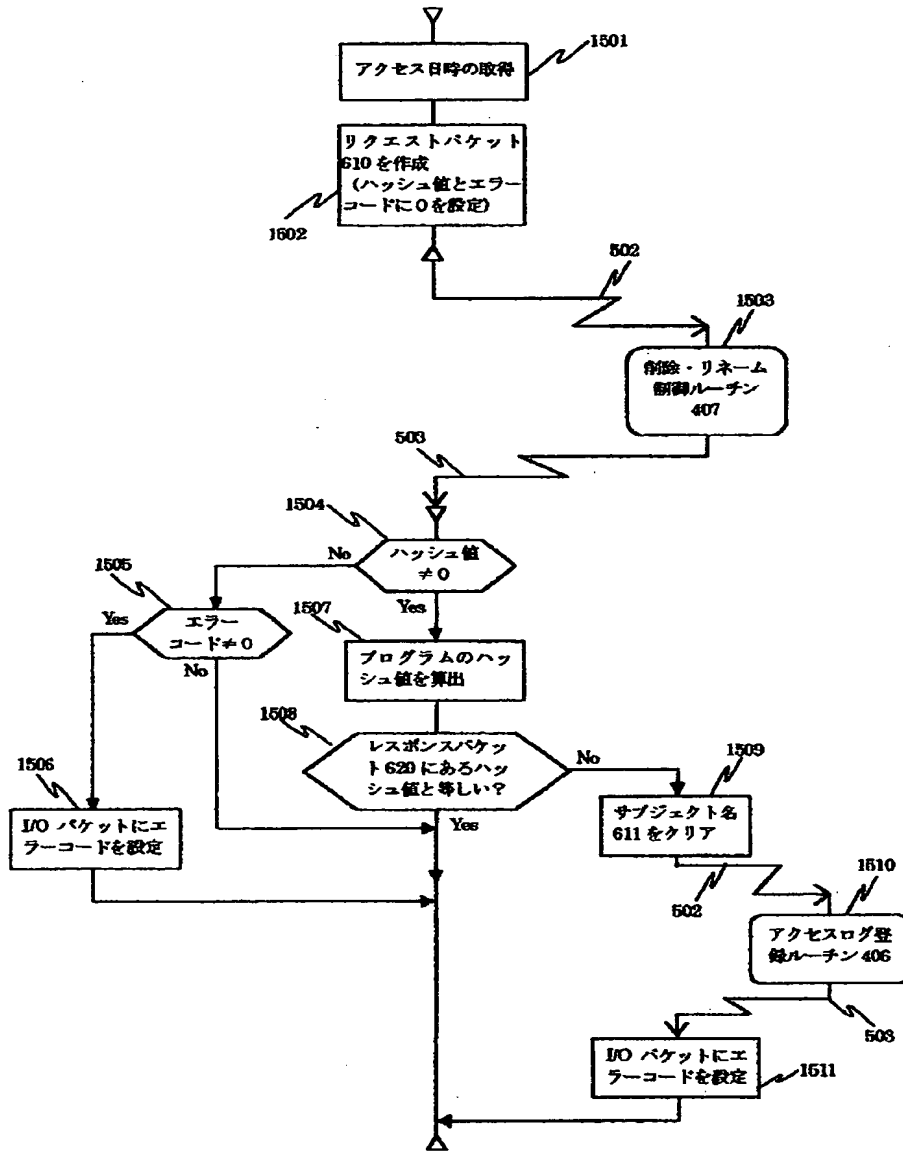 1501
アクセス日時の取得
リクエストパケット
610を作成
（ハッシュ値とエラー
コードに0を設定）
1502
502
1503
削除・リネーム
制御ルーチン
407
503
1504
ハッシュ値
≠0
No
Yes
1505
エラー
コード≠0
Yes
No
1507
プログラムのハッ
シュ値を算出
1508
レスポンスパケッ
ト620にあるハッ
シュ値と等しい？
No
Yes
1506
I/O パケットにエ
ラーコードを設定
1509
サブジェクト名
611をクリア
502
1510
アクセスログ登
録ルーチン406
503
I/O パケットにエ
ラーコードを設定
1511